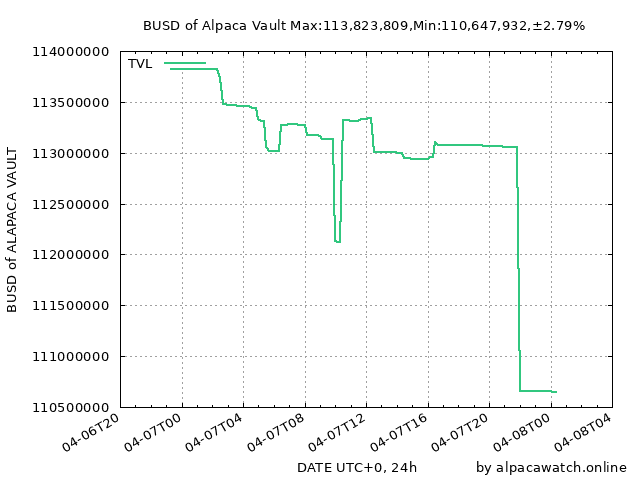 BUSD of Alpaca Vault Max:113,823,809,Min:110,647,932,±2.79%
TVL
114000000
113500000
113000000
112500000
112000000
111500000
111000000
110500000
BUSD of ALAPACA VAULT
04-06T20
04-07T00
04-07T04
04-07T08
04-07T12
04-07T16
04-07T20
04-08T00
04-08T04
DATE UTC+0, 24h
by alpacawatch.online